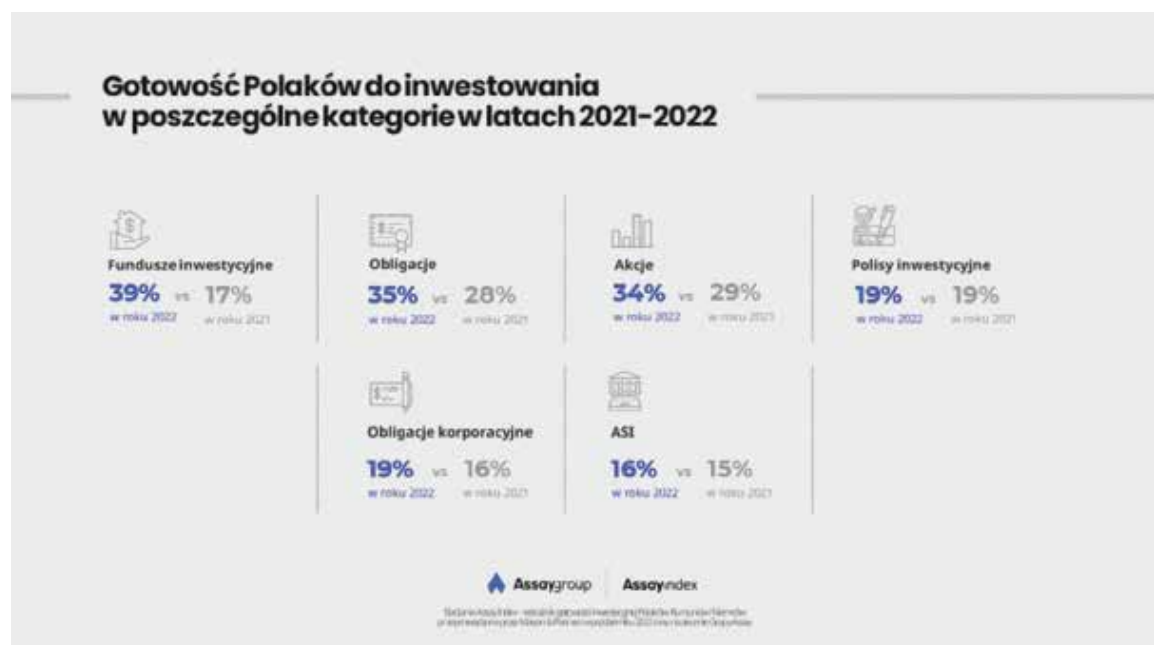 Gotowość Polaków do inwestowania
w poszczególne kategorie w latach 2021-2022
Fundusze inwestycyjne
39% vs 17%
w roku 2022 w roku 2021
Obligacje
35% vs 28%
w roku 2022 w roku 2021
Akcje
34% vs 29%
w roku 2022 w roku 2021
Polisy inwestycyjne
19% vs 19%
w roku 2022 w roku 2021
Obligacje korporacyjne
19% vs 16%
w roku 2022 w roku 2021
ASI
16% vs 15%
w roku 2022 w roku 2021
Assaygroup Assayindex